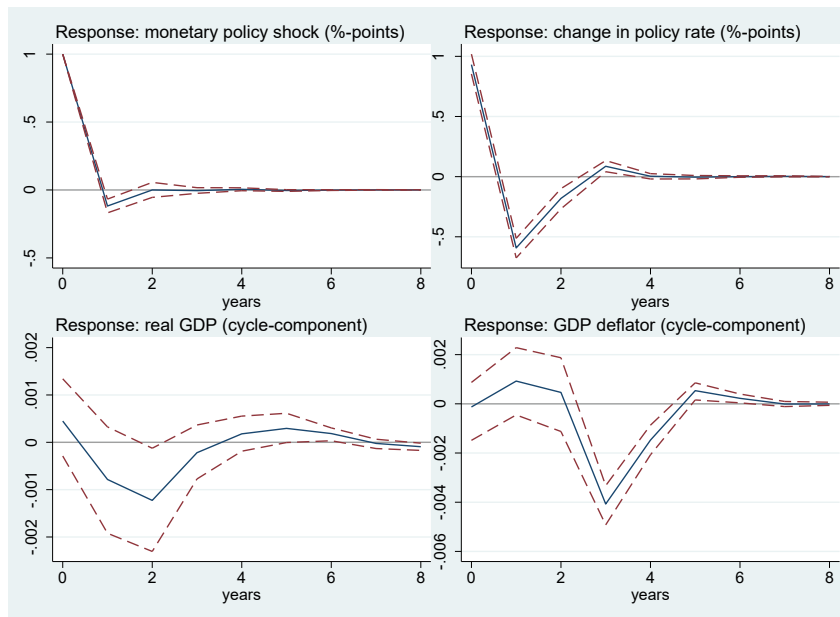 Response: monetary policy shock (%-points)
1
.5
0
-.5
0 2 4 6 8
years
Response: change in policy rate (%-points)
1
.5
0
-.5
0 2 4 6 8
years
Response: real GDP (cycle-component)
.002
.001
0
-.001
-.002
0 2 4 6 8
years
Response: GDP deflator (cycle-component)
.002
0
-.002
-.004
-.006
0 2 4 6 8
years